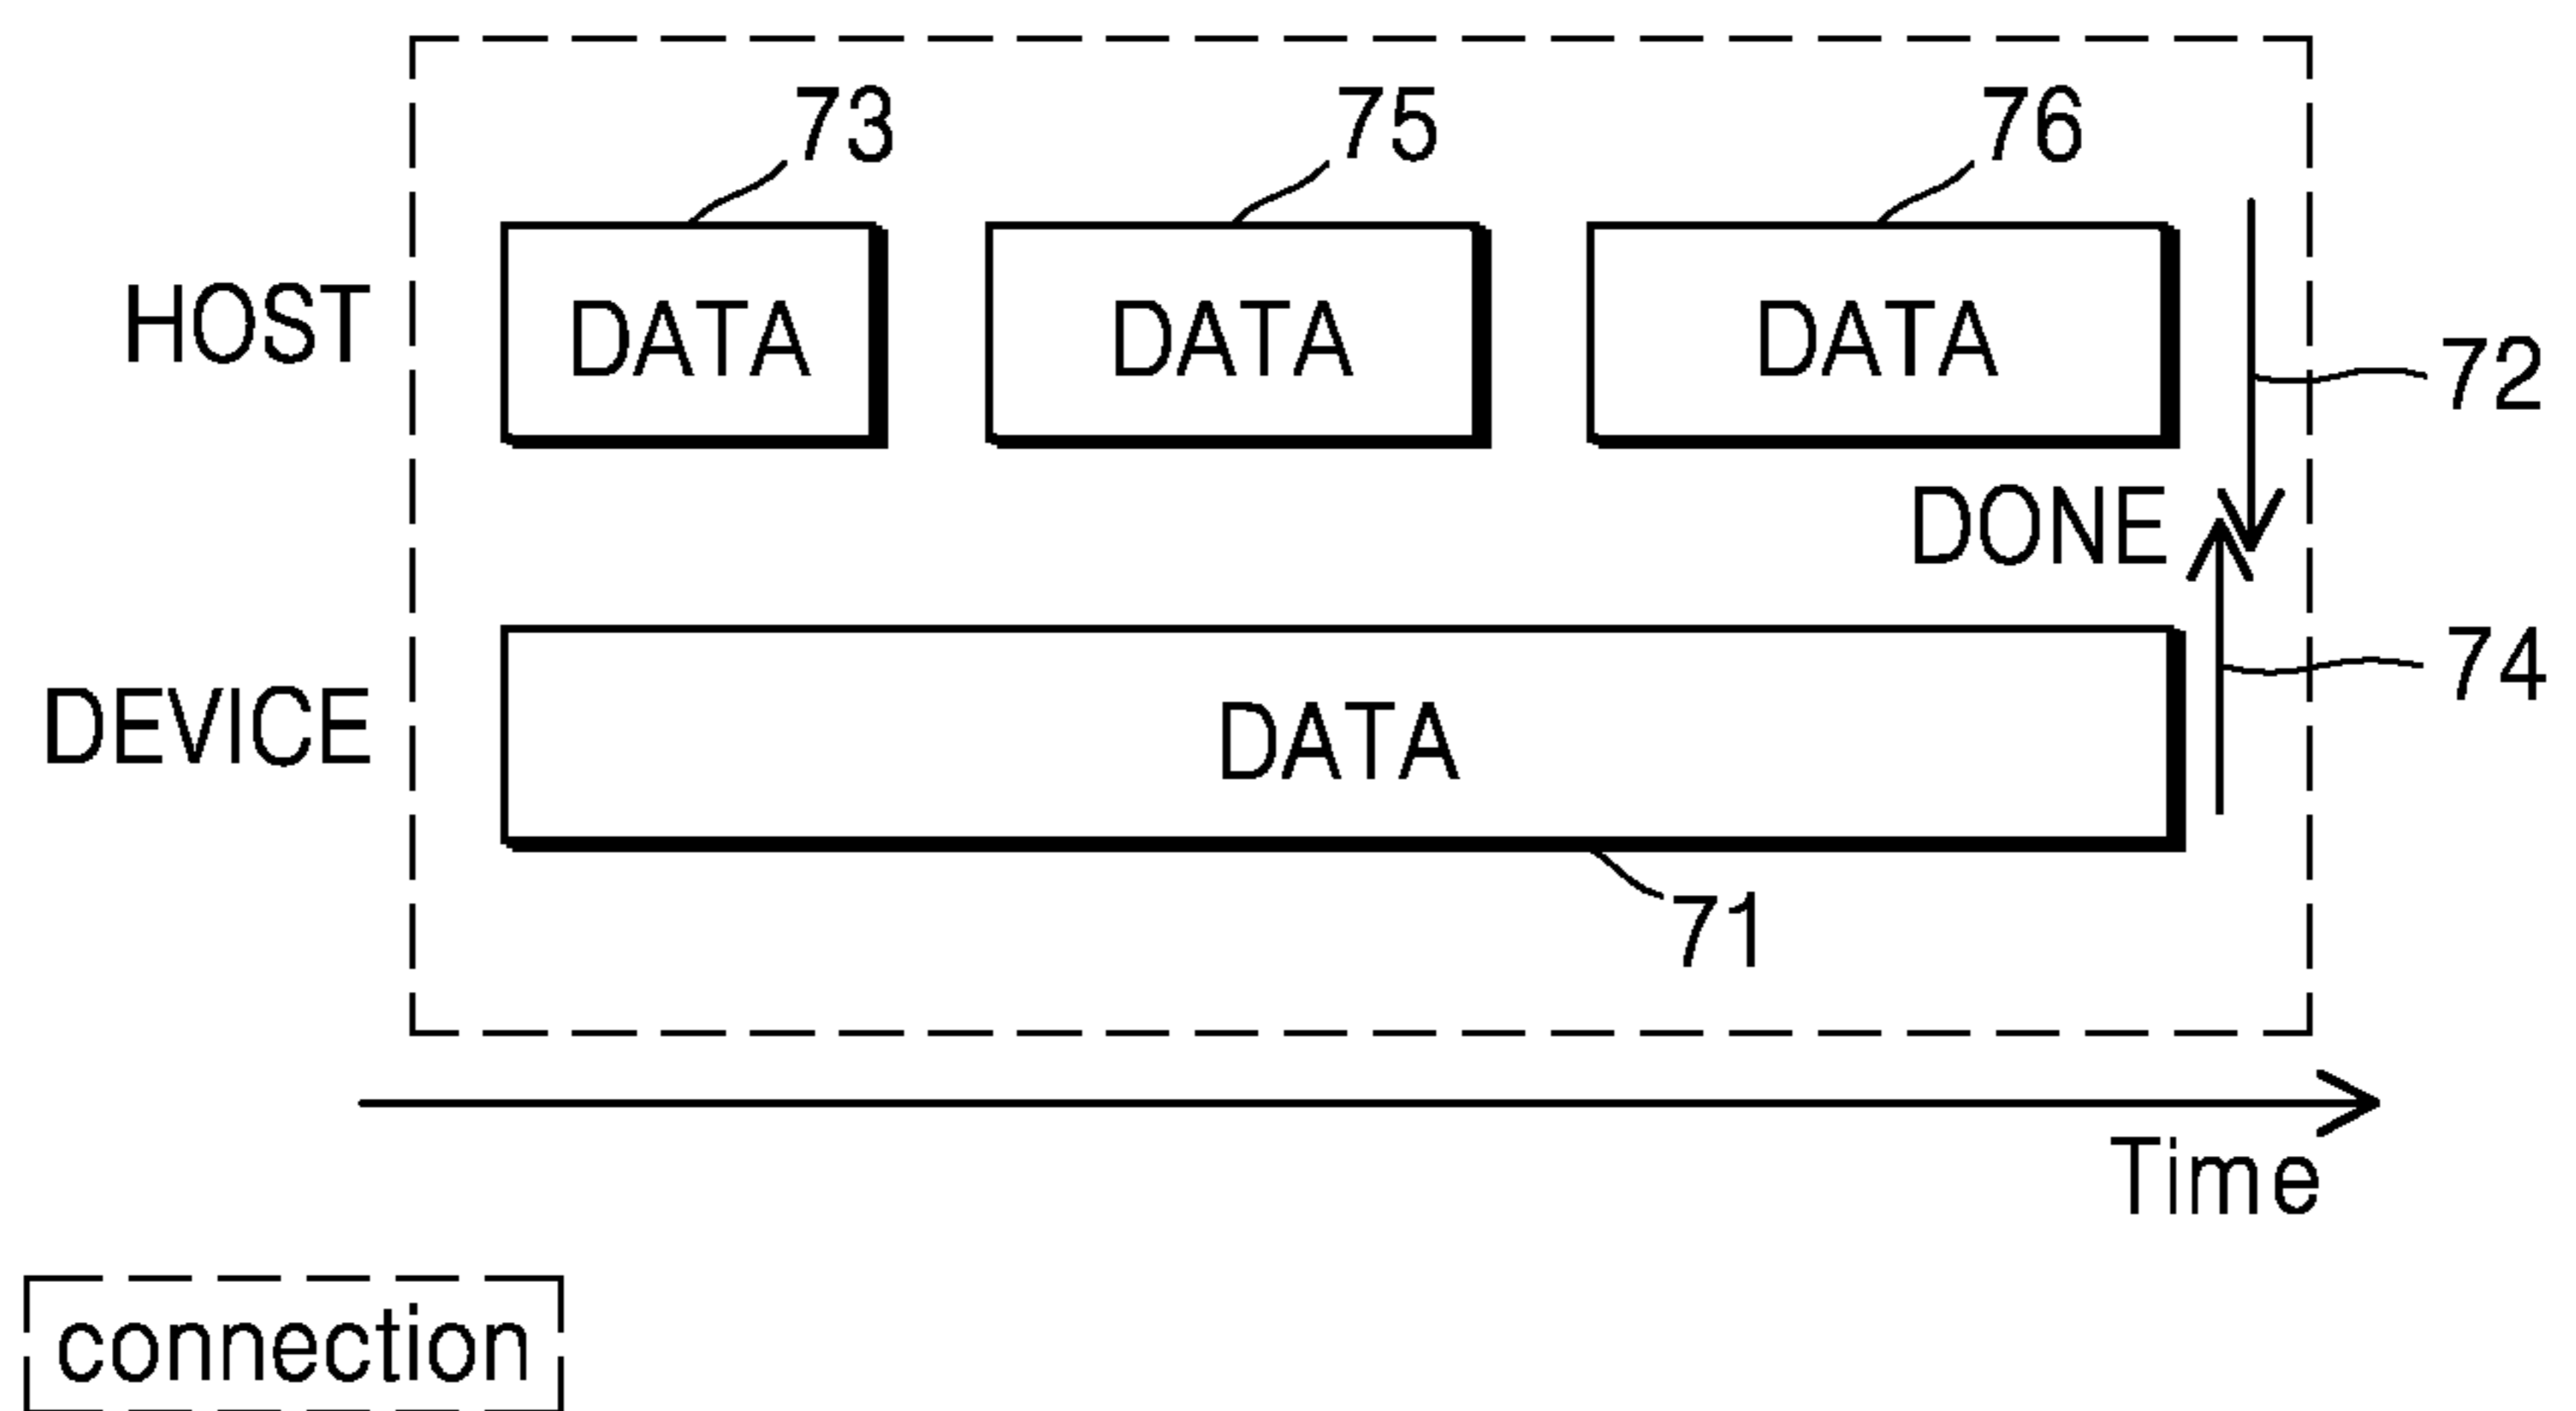 73 75 76
HOST DATA DATA DATA 72
DONE
DEVICE DATA 74
71
Time
connection